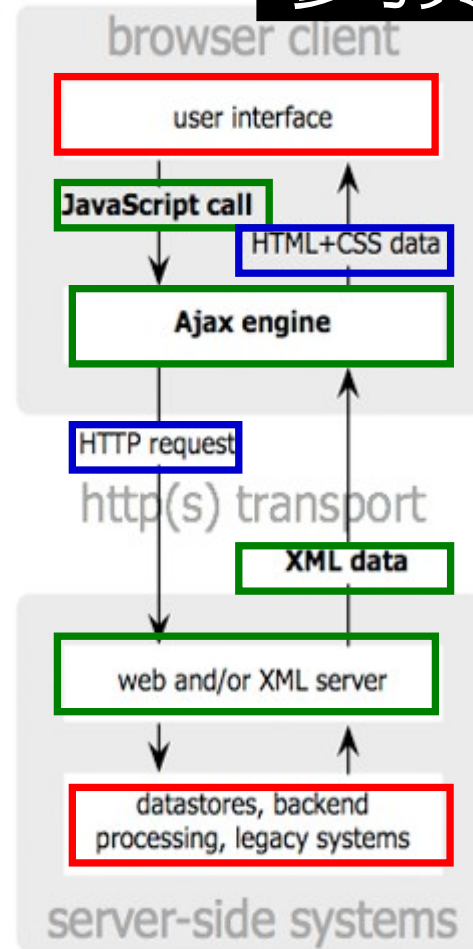 browser client
user interface
JavaScript call
HTML+CSS data
Ajax engine
HTTP request
http(s) transport
XML data
web and/or XML server
datastores, backend
processing, legacy systems
server-side systems